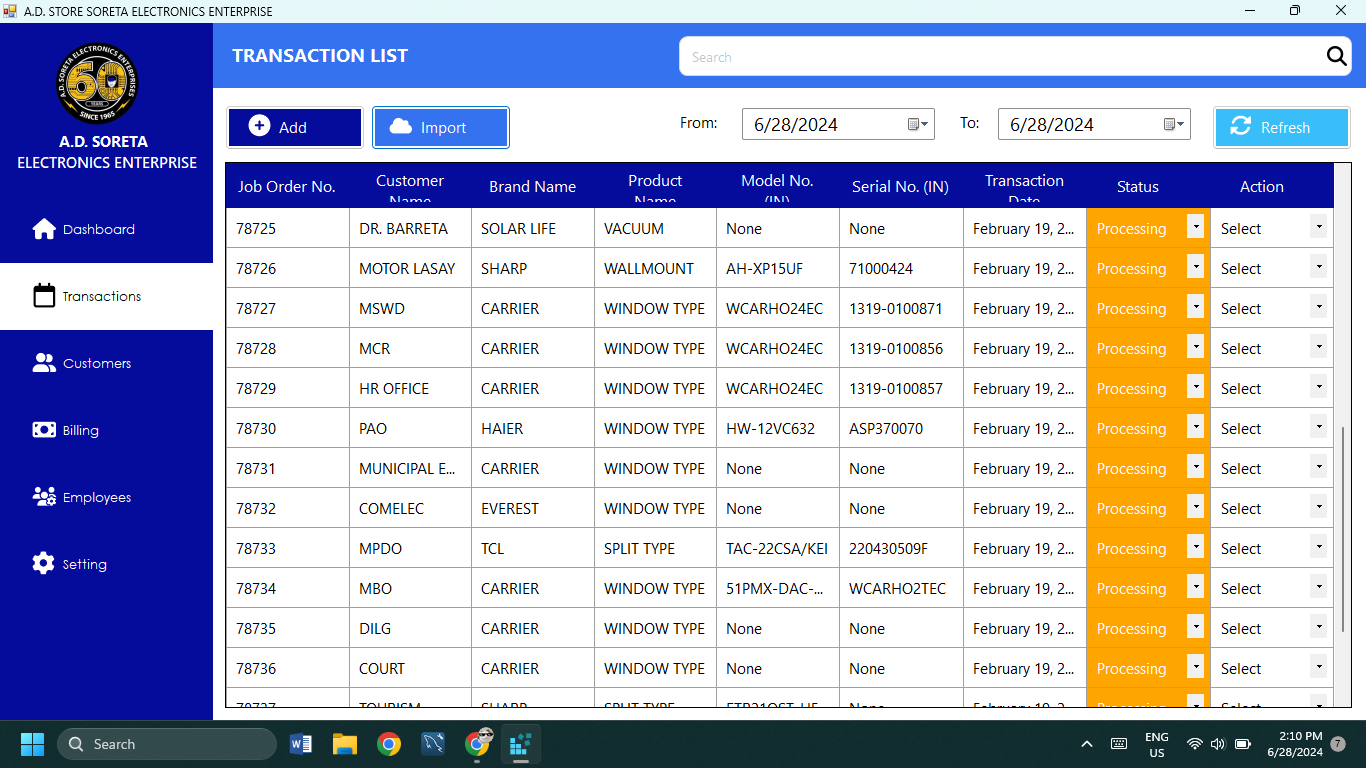 A.D. STORE SORETA ELECTRONICS ENTERPRISE
A.D. SORETA ELECTRONICS ENTERPRISES
50
YEARS
SINCE 1965
A.D. SORETA
ELECTRONICS ENTERPRISE
Dashboard
Transactions
Customers
Billing
Employees
Setting
TRANSACTION LIST
Search
Add
Import
From:
6/28/2024
To:
6/28/2024
Refresh
Job Order No. Customer Name Brand Name Product Name Model No. (IN) Serial No. (IN) Transaction Date Status Action
78725 DR. BARRETA SOLAR LIFE VACUUM None None February 19, 2... Processing Select
78726 MOTOR LASAY SHARP WALLMOUNT AH-XP15UF 71000424 February 19, 2... Processing Select
78727 MSWD CARRIER WINDOW TYPE WCARHO24EC 1319-0100871 February 19, 2... Processing Select
78728 MCR CARRIER WINDOW TYPE WCARHO24EC 1319-0100856 February 19, 2... Processing Select
78729 HR OFFICE CARRIER WINDOW TYPE WCARHO24EC 1319-0100857 February 19, 2... Processing Select
78730 PAO HAIER WINDOW TYPE HW-12VC632 ASP370070 February 19, 2... Processing Select
78731 MUNICIPAL E... CARRIER WINDOW TYPE None None February 19, 2... Processing Select
78732 COMELEC EVEREST WINDOW TYPE None None February 19, 2... Processing Select
78733 MPDO TCL SPLIT TYPE TAC-22CSA/KEI 220430509F February 19, 2... Processing Select
78734 MBO CARRIER WINDOW TYPE 51PMX-DAC-... WCARHO2TEC February 19, 2... Processing Select
78735 DILG CARRIER WINDOW TYPE None None February 19, 2... Processing Select
78736 COURT CARRIER WINDOW TYPE None None February 19, 2... Processing Select
78737 TOURISM SHARP SPLIT TYPE None February 19, 2... Processing Select
Search
ENG
US
2:10 PM
6/28/2024
7